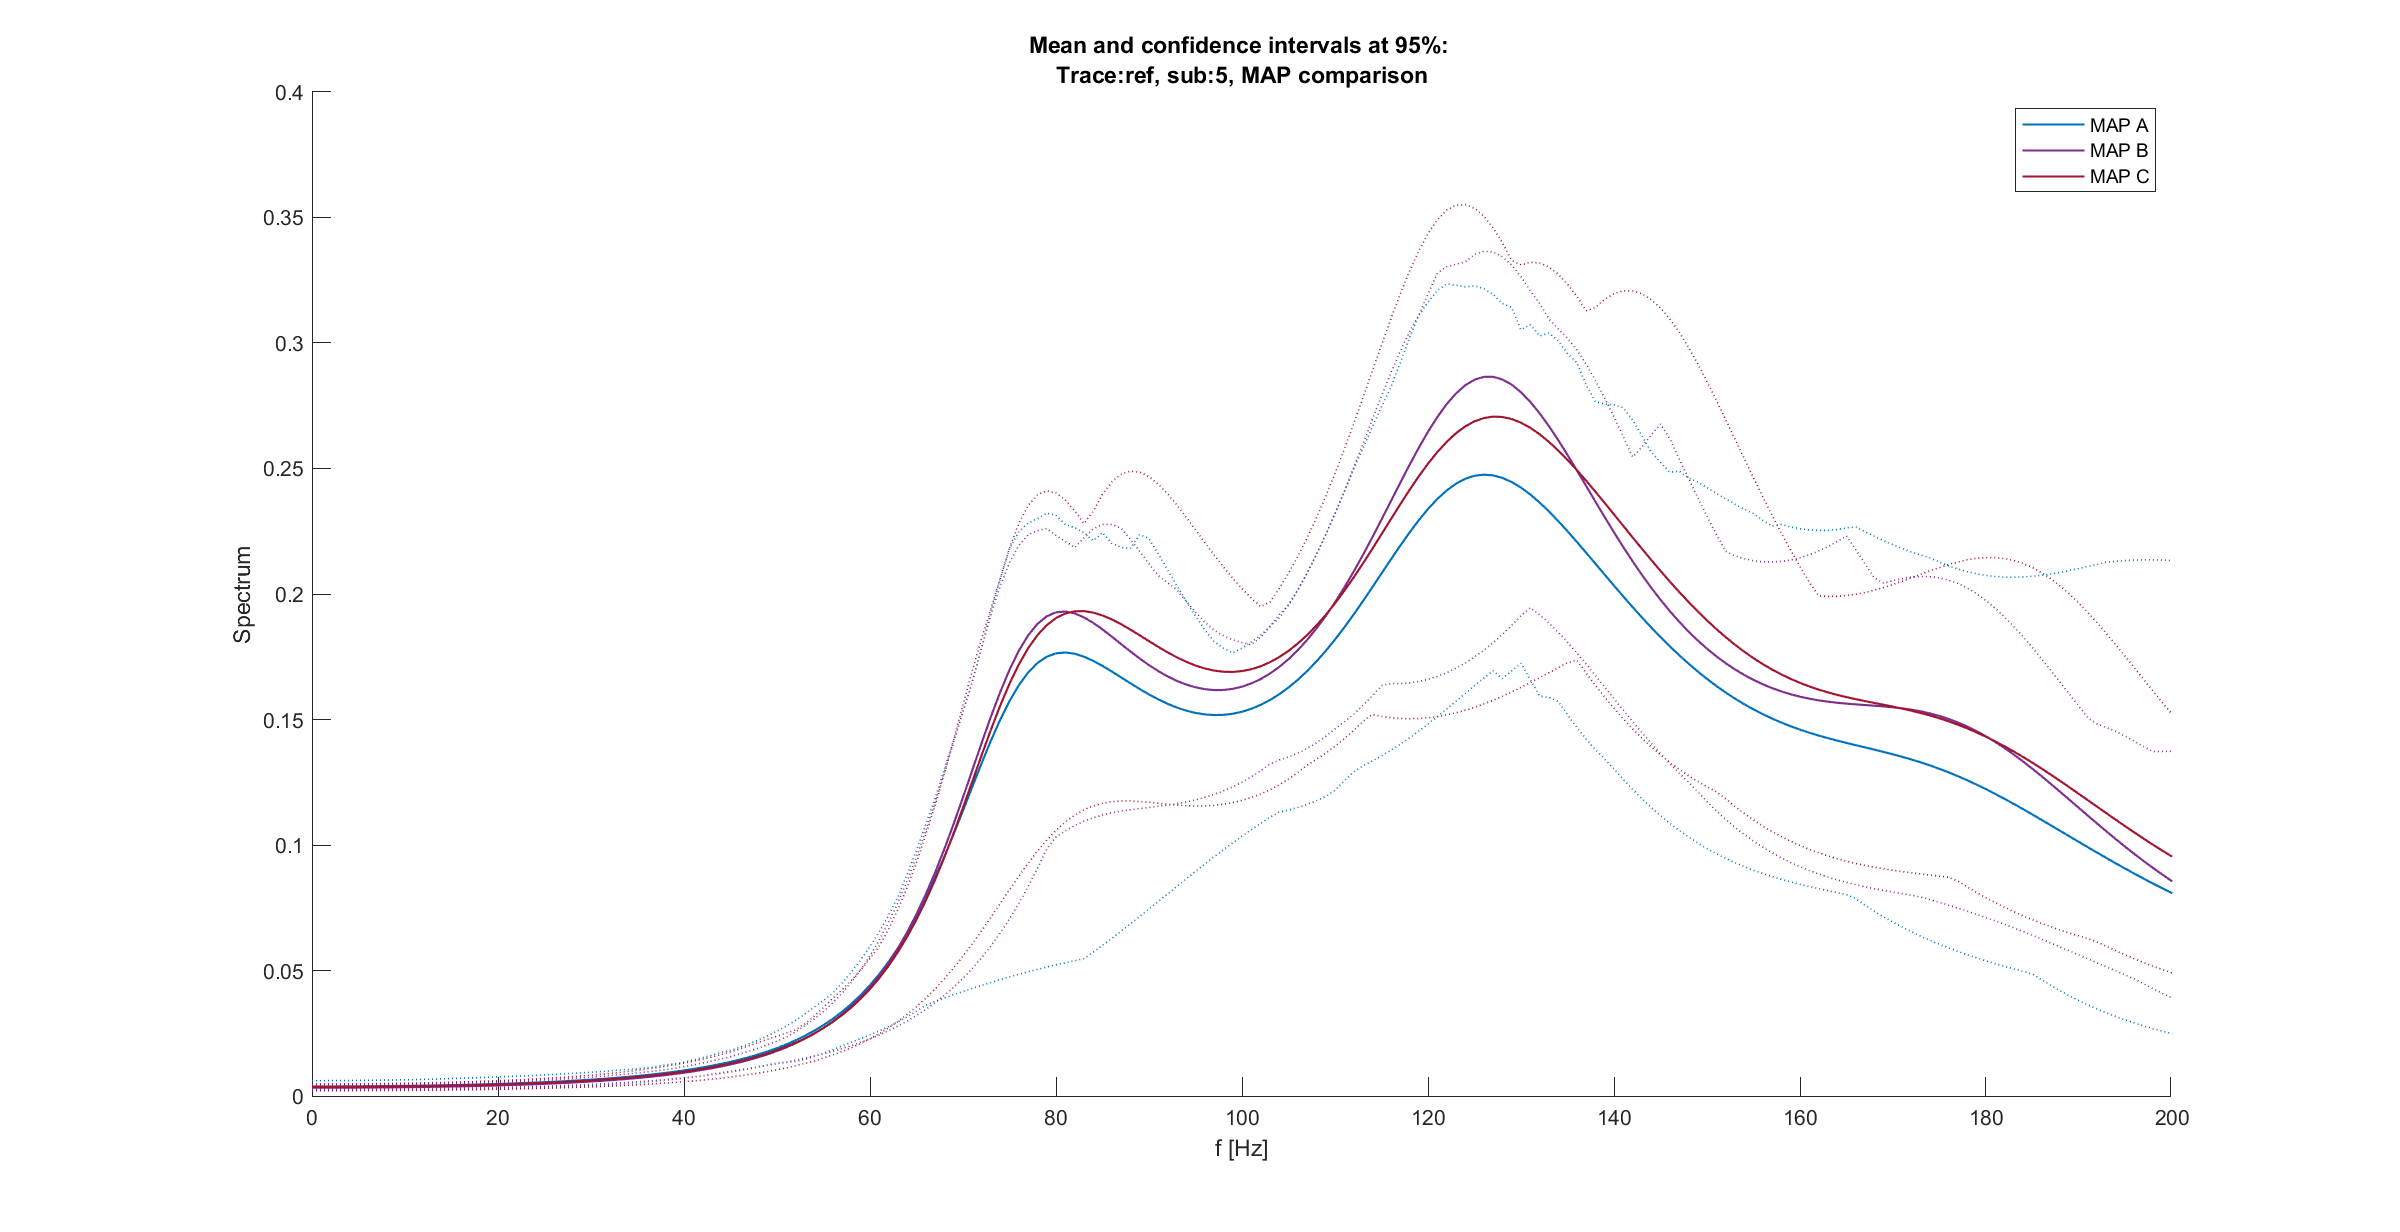 Mean and confidence intervals at 95%:
Trace:ref, sub:5, MAP comparison
0.4
0.35
0.3
0.25
0.2
0.15
0.1
0.05
0
Spectrum
MAP A
MAP B
MAP C
0 20 40 60 80 100 120 140 160 180 200
f [Hz]